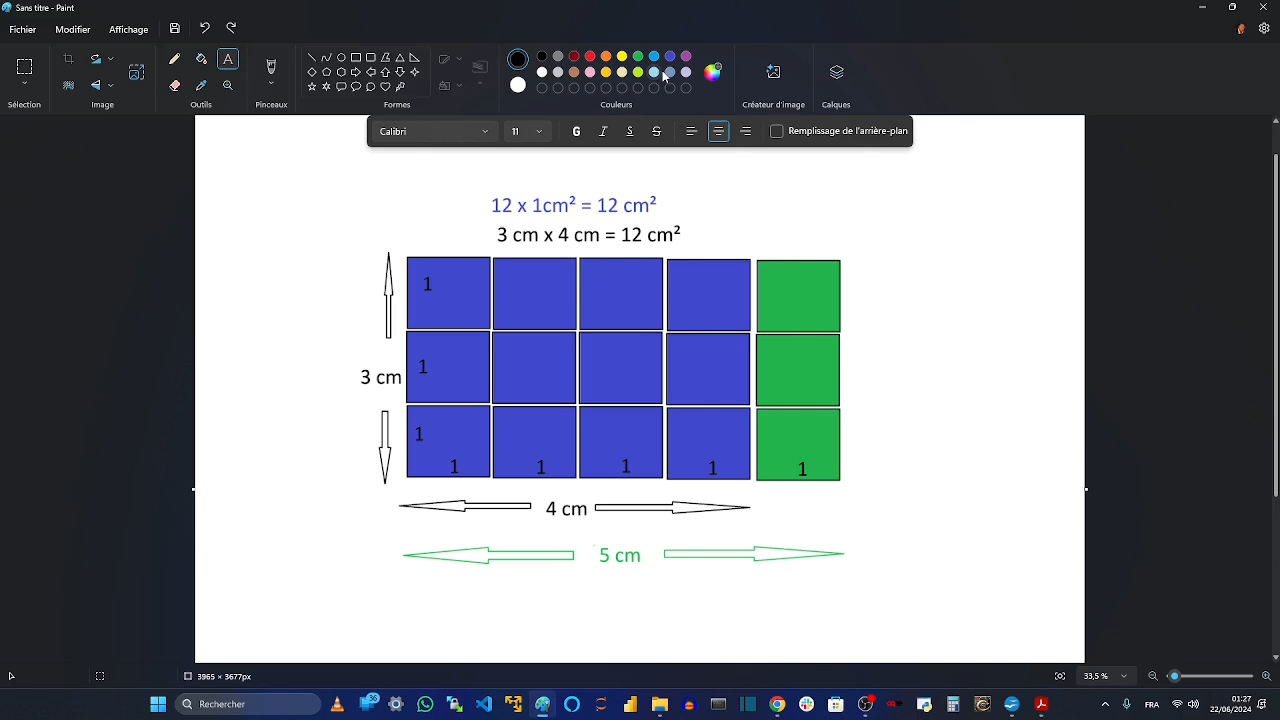 Sans titre - Paint
Fichier Modifier Affichage
Sélection Image Outils Pinceaux Formes Couleurs Créateur d'image Calques
Calibri 11 G I S S Remplissage de l'arrière-plan
12 x 1cm² = 12 cm²
3 cm x 4 cm = 12 cm²
1
1
3 cm
1
1 1 1 1 1
4 cm
5 cm
3965 × 3677px 33.3%
Rechercher 36 FRA 01:27
22/06/2024